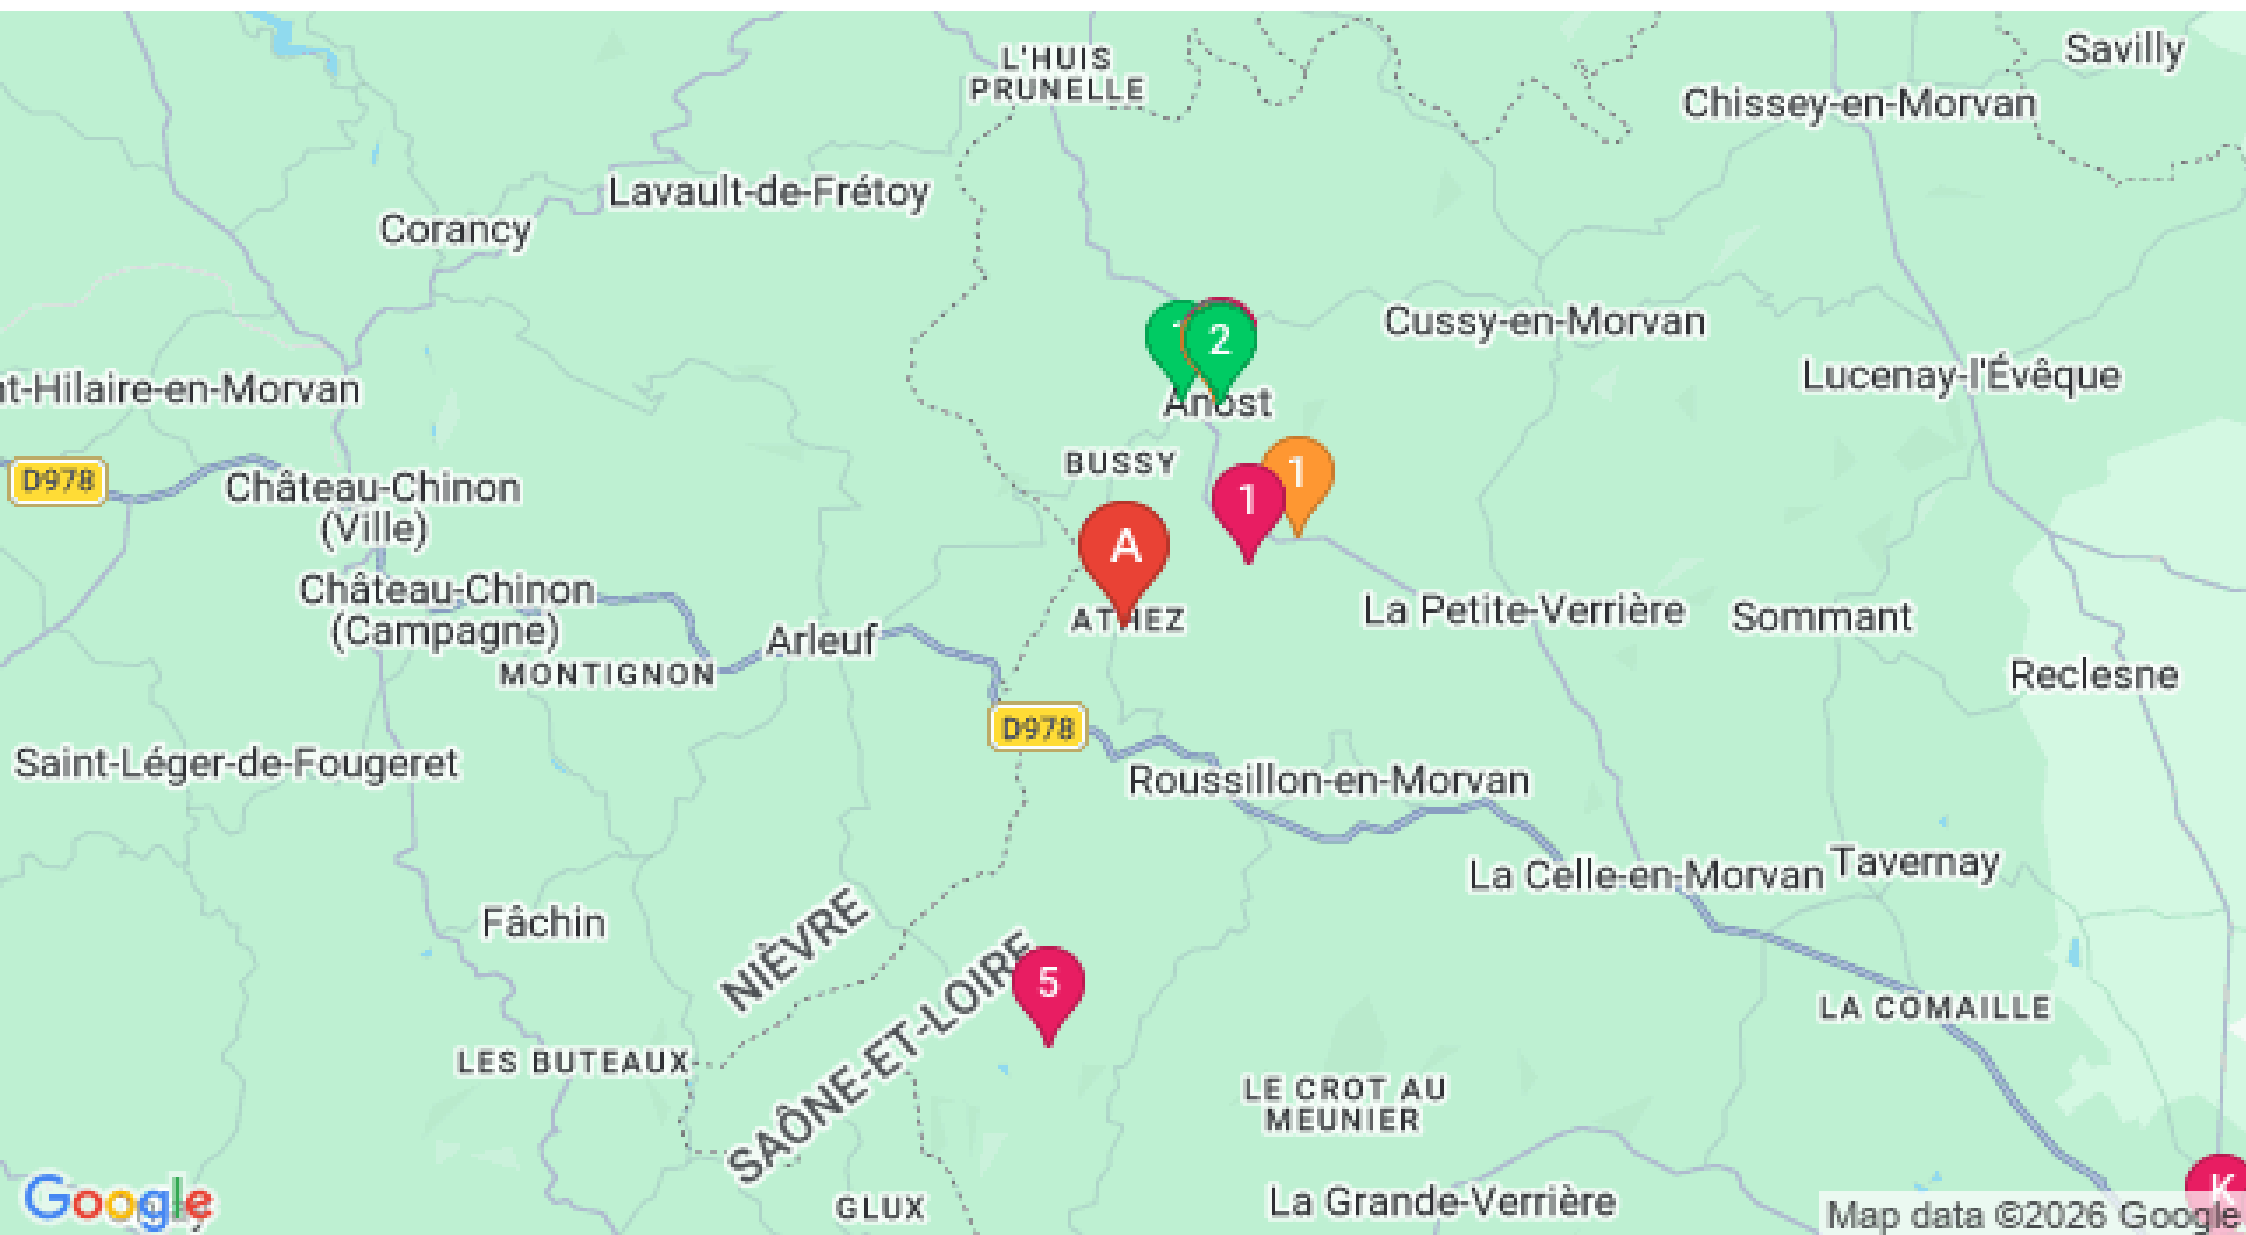 L'HUIS
PRUNELLE
Savilly
Chissey-en-Morvan
Lavault-de-Frétoy
Corancy
2
Cussy-en-Morvan
Lucenay-l'Évêque
nt-Hilaire-en-Morvan
Anost
BUSSY
D978
Château-Chinon
(Ville)
1
1
A
Château-Chinon
(Campagne)
ATHEZ
La Petite-Verrière
Sommant
Arleuf
MONTIGNON
Reclesne
D978
Saint-Léger-de-Fougeret
Roussillon-en-Morvan
La Celle-en-Morvan
Tavernay
Fâchin
NIÈVRE
SAÔNE-ET-LOIRE
5
LA COMAILLE
LES BUTEAUX
LE CROT AU
MEUNIER
GLUX
La Grande-Verrière
K
Google
Map data ©2026 Google